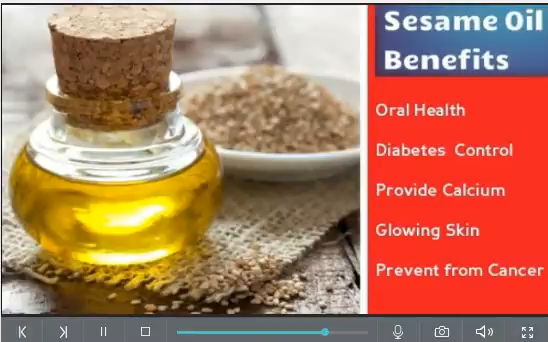 Sesame Oil
Benefits
Oral Health
Diabetes Control
Provide Calcium
Glowing Skin
Prevent from Cancer